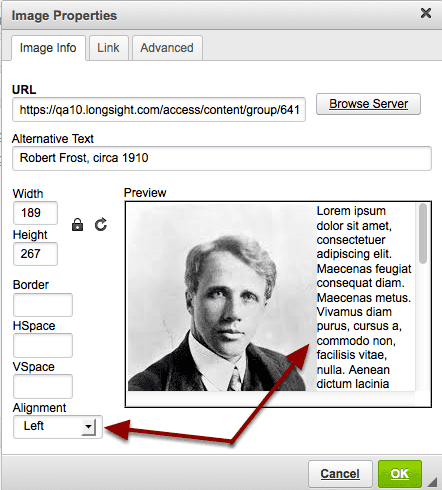 Image Properties
Image Info
Link
Advanced
URL
https://qa10.longsight.com/access/content/group/641
Browse Server
Alternative Text
Robert Frost, circa 1910
Width
189
Height
267
Border
HSpace
VSpace
Alignment
Left
Preview
Lorem ipsum
dolor sit amet,
consectetuer
adipiscing elit.
Maecenas feugiat
consequat diam.
Maecenas metus.
Vivamus diam
purus, cursus a,
commodo non,
facilisis vitae,
nulla. Aenean
dictum lacinia
Cancel
OK